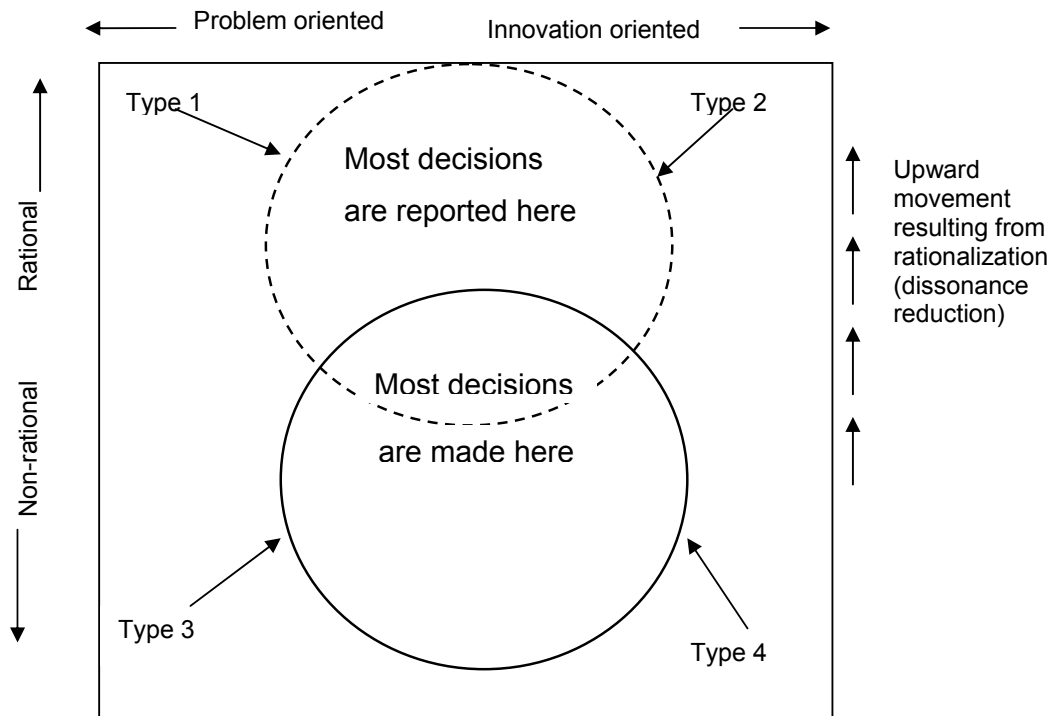 Problem oriented
Innovation oriented
Type 1
Type 2
Most decisions
are reported here
Rational
Upward
movement
resulting from
rationalization
(dissonance
reduction)
Most decisions
are made here
Non-rational
Type 3
Type 4